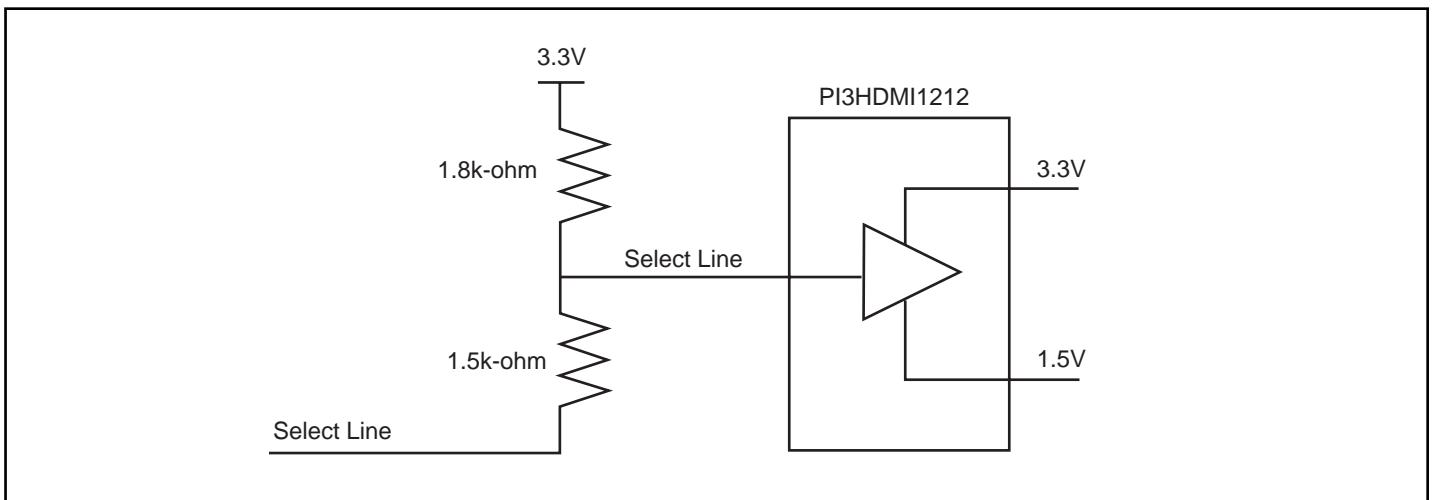 3.3V
PI3HDMI1212
1.8k-ohm
3.3V
Select Line
1.5k-ohm
1.5V
Select Line